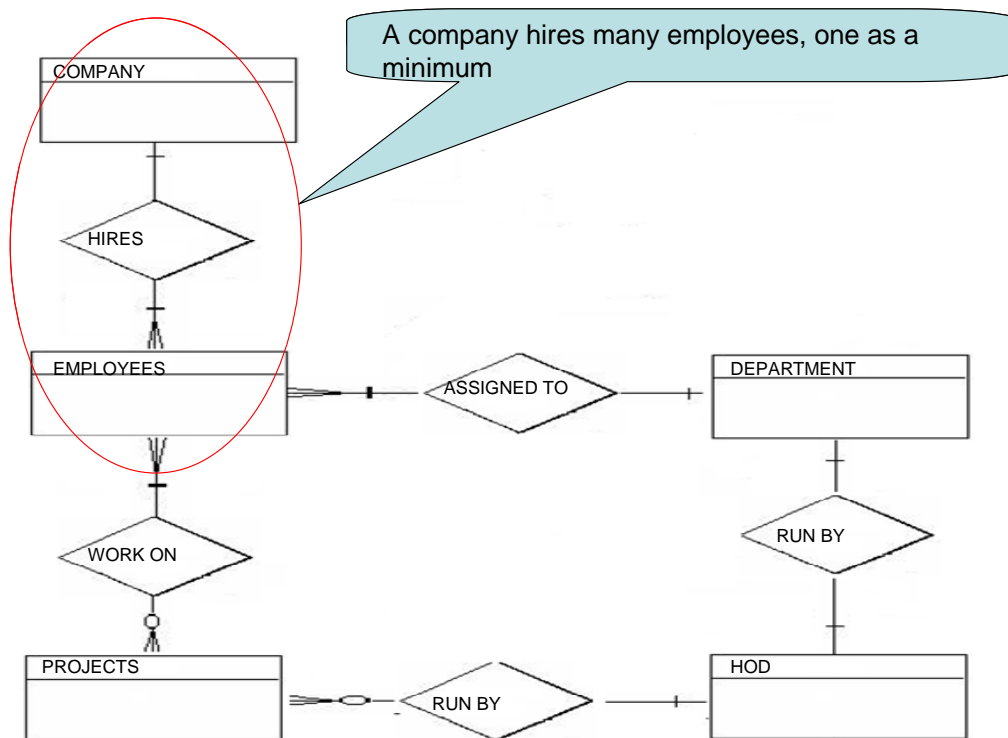 A company hires many employees, one as a
minimum
COMPANY
HIRES
EMPLOYEES
ASSIGNED TO
DEPARTMENT
WORK ON
RUN BY
PROJECTS
RUN BY
HOD